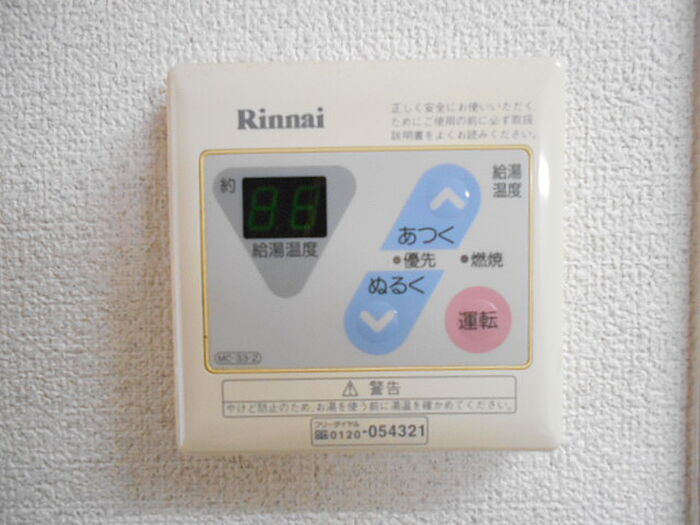 Rinnai
正しく安全にお使いいただく
ためにご使用の前に必ず取扱
説明書をよくお読みください。
約
88
給湯温度
給湯
温度
あつく
優先
燃焼
ぬるく
運転
MC-33-2
警告
やけど防止のため、お湯を使う前に湯温を確かめてください。
フリーダイヤル
0120-054321